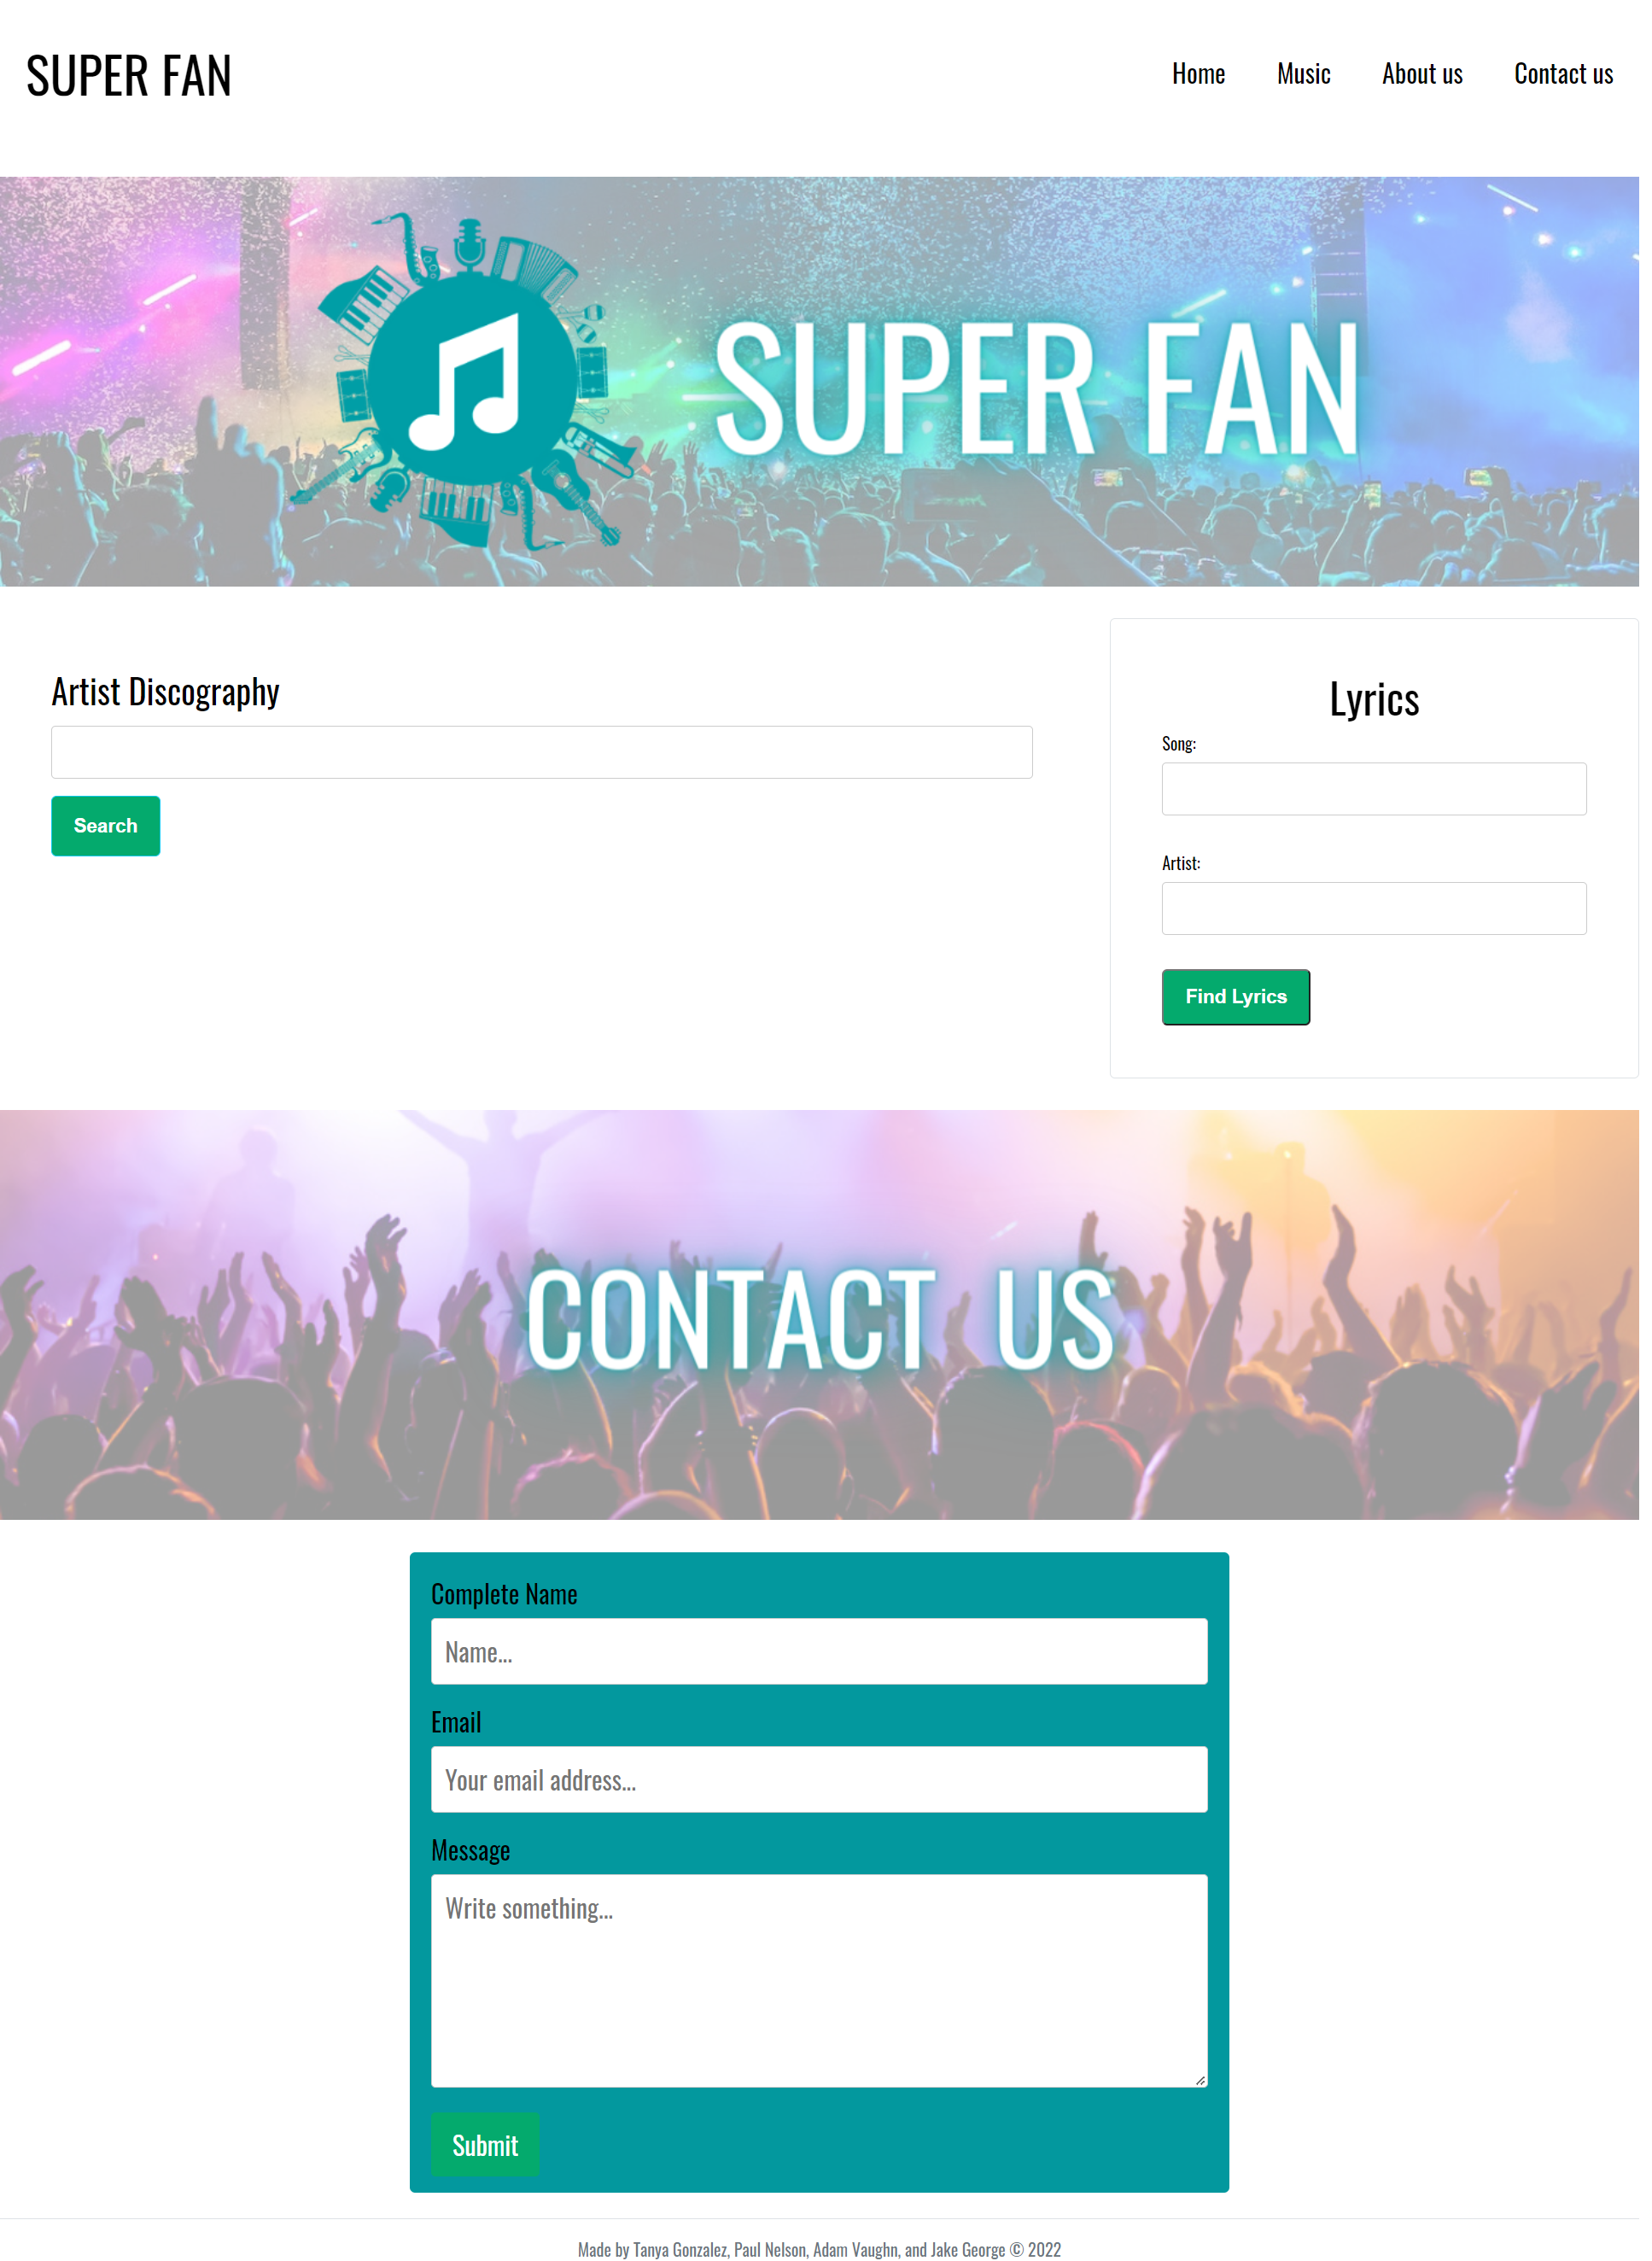 SUPER FAN
Home Music About us Contact us
SUPER FAN
Artist Discography
Search
Lyrics
Song:
Artist:
Find Lyrics
CONTACT US
Complete Name
Name...
Email
Your email address...
Message
Write something...
Submit
Made by Tanya Gonzalez, Paul Nelson, Adam Vaughn, and Jake George © 2022